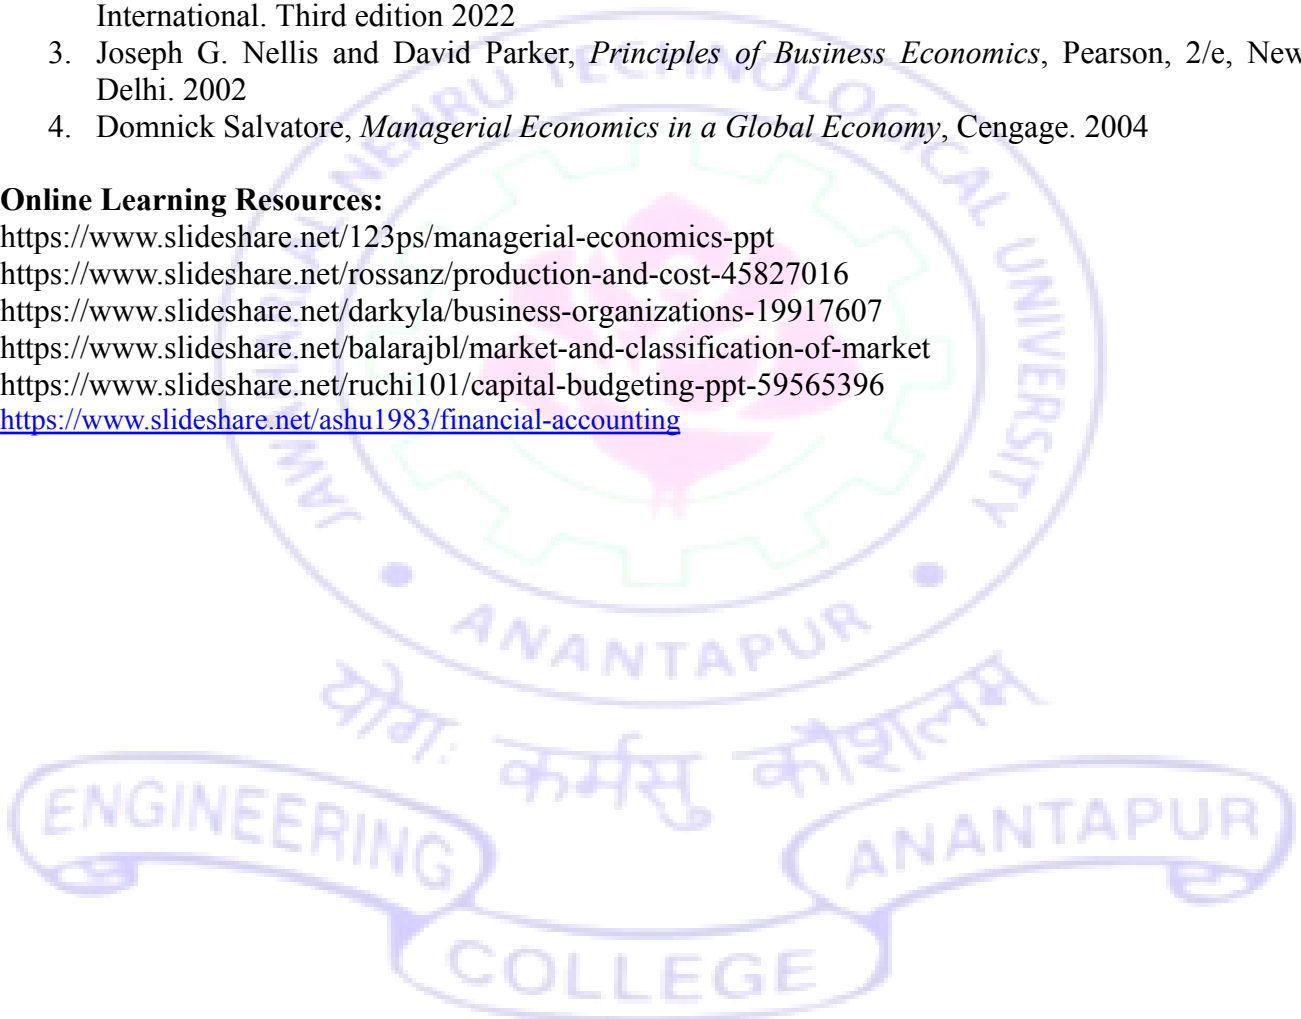 International. Third edition 2022
3. Joseph G. Nellis and David Parker, Principles of Business Economics, Pearson, 2/e, New
Delhi. 2002
4. Domnick Salvatore, Managerial Economics in a Global Economy, Cengage. 2004
Online Learning Resources:
https://www.slideshare.net/123ps/managerial-economics-ppt
https://www.slideshare.net/rossanz/production-and-cost-45827016
https://www.slideshare.net/darkyla/business-organizations-19917607
https://www.slideshare.net/balarajbl/market-and-classification-of-market
https://www.slideshare.net/ruchi101/capital-budgeting-ppt-59565396
https://www.slideshare.net/ashu1983/financial-accounting
JAWAHARLAL NEHRU TECHNOLOGICAL UNIVERSITY
ANANTAPUR
योगः कर्मसु कौशलम्
ENGINEERING
COLLEGE
ANANTAPUR